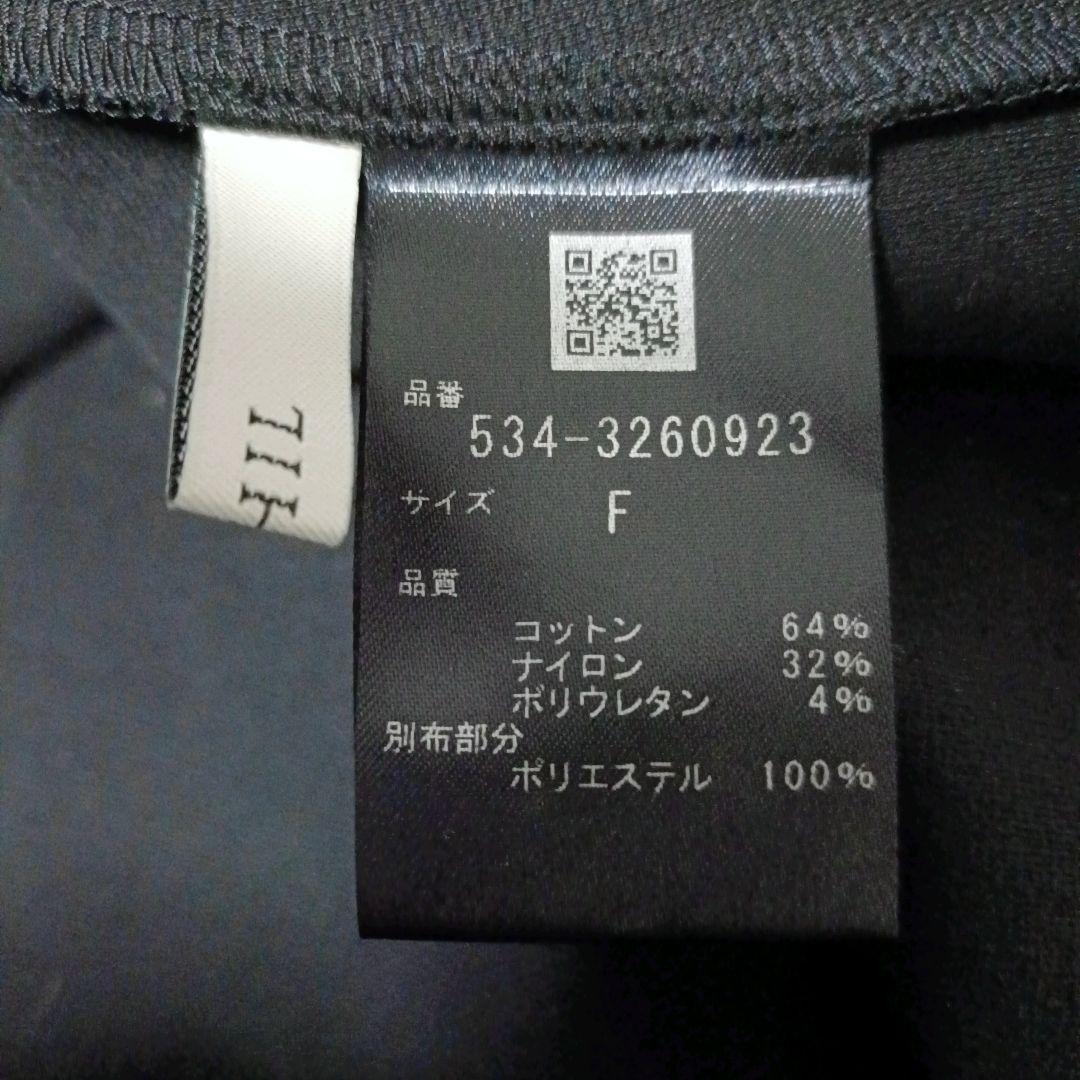 品番
534-3260923
サイズ F
品質
コットン 64%
ナイロン 32%
ポリウレタン 4%
別布部分
ポリエステル 100%